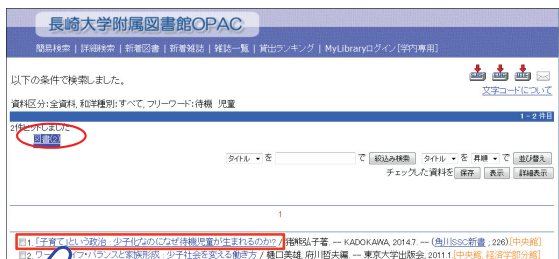 長崎大学附属図書館OPAC
簡易検索 | 詳細検索 | 新着図書 | 新着雑誌 | 雑誌一覧 | 貸出ランキング | MyLibraryログイン[学内専用]
以下の条件で検索しました。
文字コードについて
資料区分:全資料, 和洋種別:すべて, フリーワード:待機 児童
1 - 2 件目
2件ヒットしました
図書(2)
タイトル を で 絞込み検索 タイトル を 昇順 で 並び替え
チェックした資料を 保存 表示 詳細表示
1
1. 「子育て」という政治 : 少子化なのになぜ待機児童が生まれるのか? / 猪熊弘子著. -- KADOKAWA, 2014.7. -- (角川SSC新書 ; 226)[中央館]
2. ワー イフ・バランスと家族形成 : 少子社会を変える働き方 / 樋口美雄, 府川哲夫編. -- 東京大学出版会, 2011.1.[中央館, 経済学部分館]